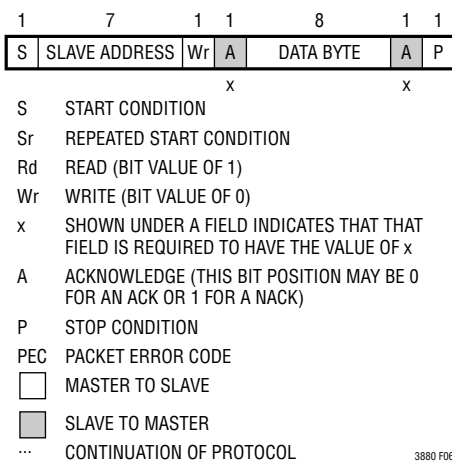 1 7 1 1 8 1 1
S SLAVE ADDRESS Wr A DATA BYTE A P
x x
S START CONDITION
Sr REPEATED START CONDITION
Rd READ (BIT VALUE OF 1)
Wr WRITE (BIT VALUE OF 0)
x SHOWN UNDER A FIELD INDICATES THAT THAT
FIELD IS REQUIRED TO HAVE THE VALUE OF x
A ACKNOWLEDGE (THIS BIT POSITION MAY BE 0
FOR AN ACK OR 1 FOR A NACK)
P STOP CONDITION
PEC PACKET ERROR CODE
MASTER TO SLAVE
SLAVE TO MASTER
... CONTINUATION OF PROTOCOL
3880 F06